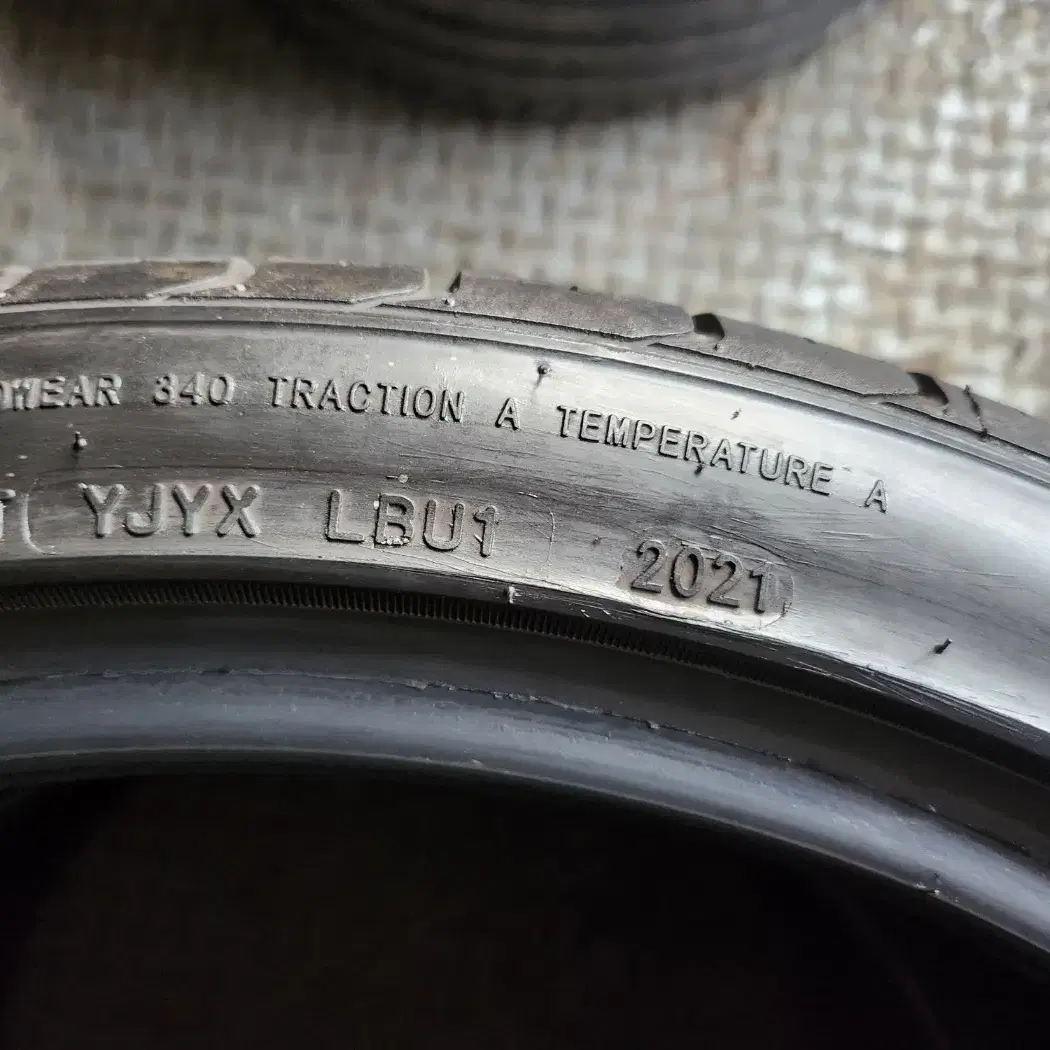 TRACTION A TEMPERATURE A
340
YJYX LBU1 2021